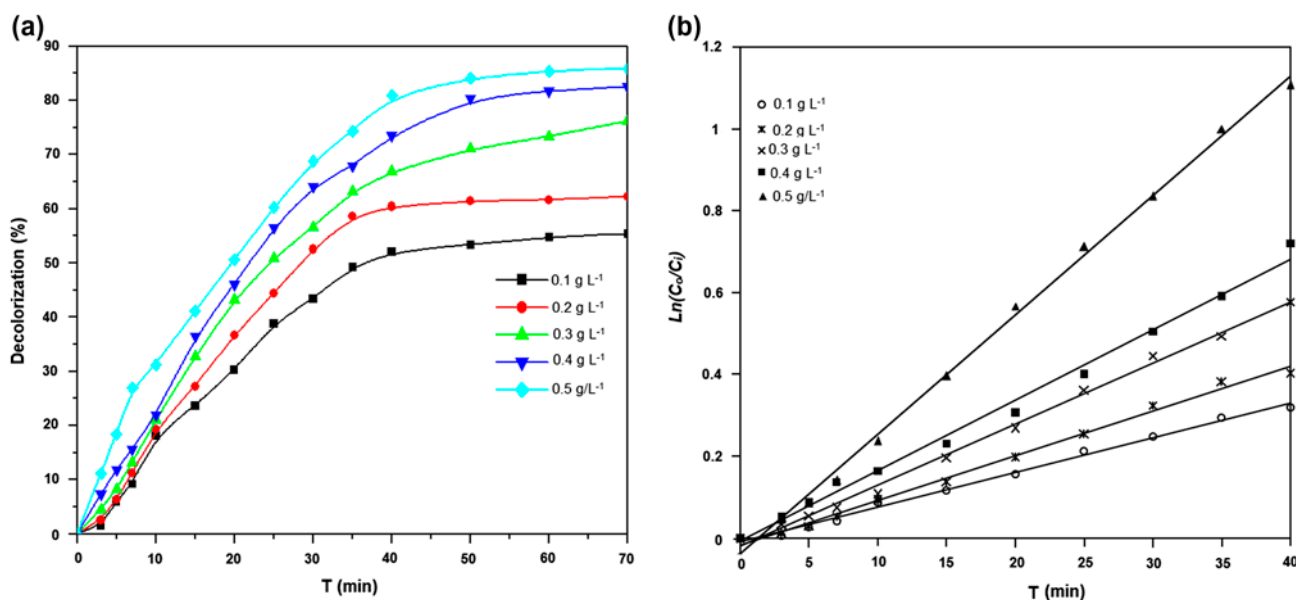 (a)
90
80
70
60
50
40
30
20
10
0
Decolorization (%)
0 10 20 30 40 50 60 70
T (min)
0.1 g L⁻¹
0.2 g L⁻¹
0.3 g L⁻¹
0.4 g L⁻¹
0.5 g/L⁻¹
(b)
1.2
1
0.8
0.6
0.4
0.2
0
Ln(Cₒ/Cᵢ)
0 5 10 15 20 25 30 35 40
T (min)
0.1 g L⁻¹
0.2 g L⁻¹
0.3 g L⁻¹
0.4 g L⁻¹
0.5 g/L⁻¹